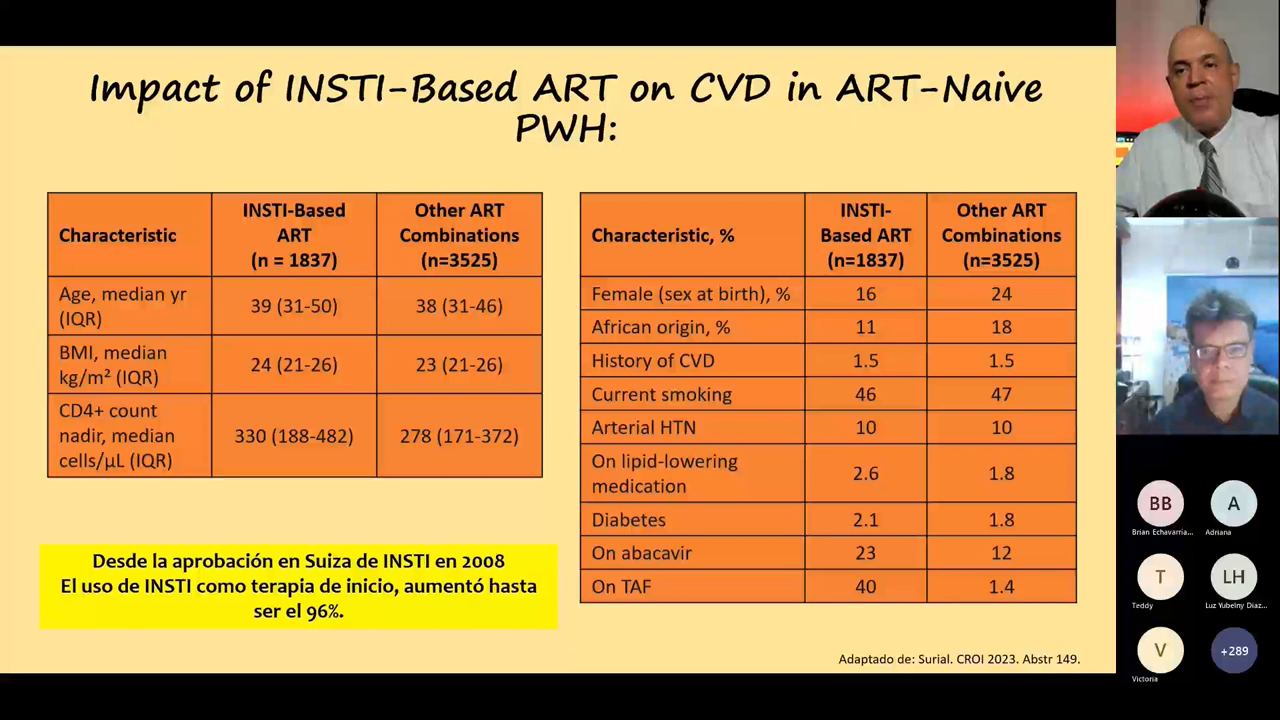 Impact of INSTI-Based ART on CVD in ART-Naive
PWH:
Characteristic
INSTI-Based
ART
(n = 1837)
Other ART
Combinations
(n=3525)
Age, median yr
(IQR)
39 (31-50)
38 (31-46)
BMI, median
kg/m² (IQR)
24 (21-26)
23 (21-26)
CD4+ count
nadir, median
cells/µL (IQR)
330 (188-482)
278 (171-372)
Desde la aprobación en Suiza de INSTI en 2008
El uso de INSTI como terapia de inicio, aumentó hasta
ser el 96%.
Characteristic, %
INSTI-
Based ART
(n=1837)
Other ART
Combinations
(n=3525)
Female (sex at birth), %
16
24
African origin, %
11
18
History of CVD
1.5
1.5
Current smoking
46
47
Arterial HTN
10
10
On lipid-lowering
medication
2.6
1.8
Diabetes
2.1
1.8
On abacavir
23
12
On TAF
40
1.4
Adaptado de: Surial. CROI 2023. Abstr 149.
BB
Brian Echavarria...
A
Adriana
T
Teddy
LH
Luz Yubelny Diaz...
V
Victoria
+289